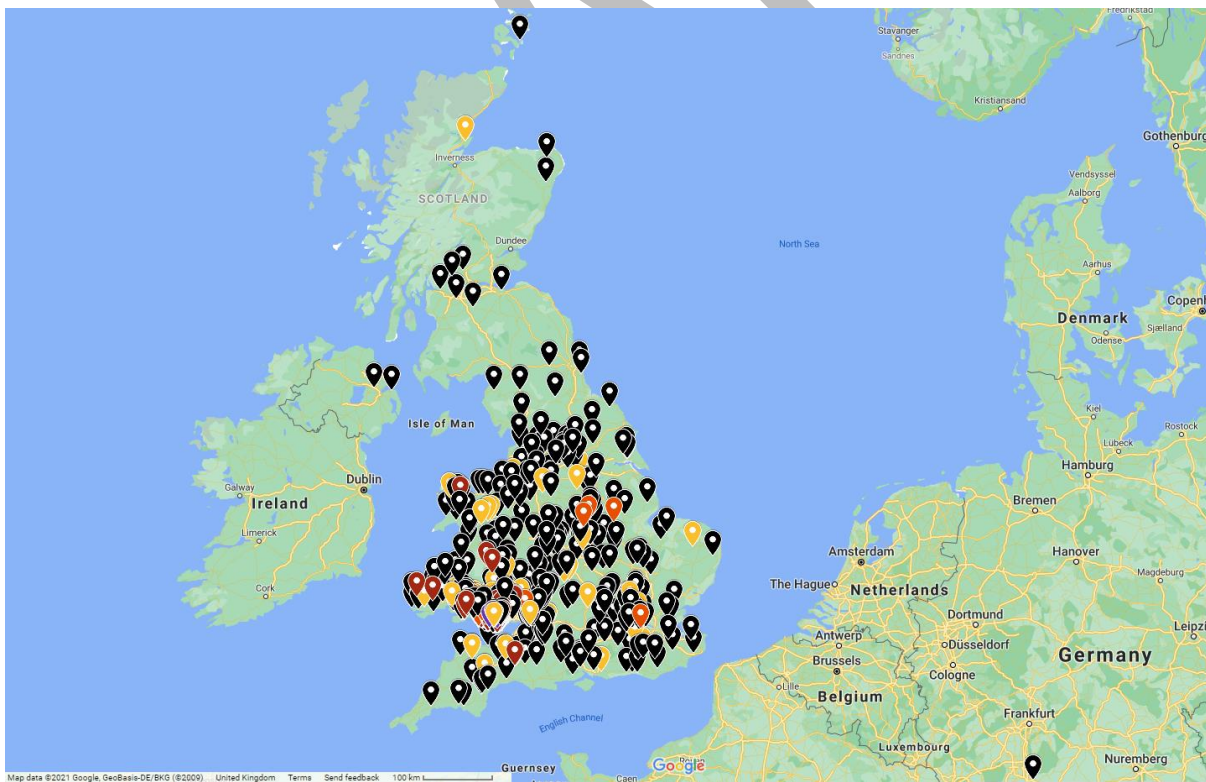 Stavanger
Sandnes
Fredrikstad
Kristiansand
Gothenburg
Inverness
SCOTLAND
Vendsyssel
Aalborg
Dundee
North Sea
Aarhus
Denmark
Copenh
Odense
Sjælland
Isle of Man
Kiel
Rostock
Lübeck
Hamburg
Dublin
Galway
Ireland
Limerick
Bremen
Cork
Amsterdam
The Hague
Netherlands
Hanover
Magdeburg
Dortmund
Antwerp
Düsseldorf
Leipzi
Brussels
Cologne
Germany
Lille
Belgium
English Channel
Frankfurt
Luxembourg
Guernsey
Caen
Google
Nuremberg
Map data ©2021 Google, GeoBasis-DE/BKG (©2009) United Kingdom Terms Send feedback 100 km